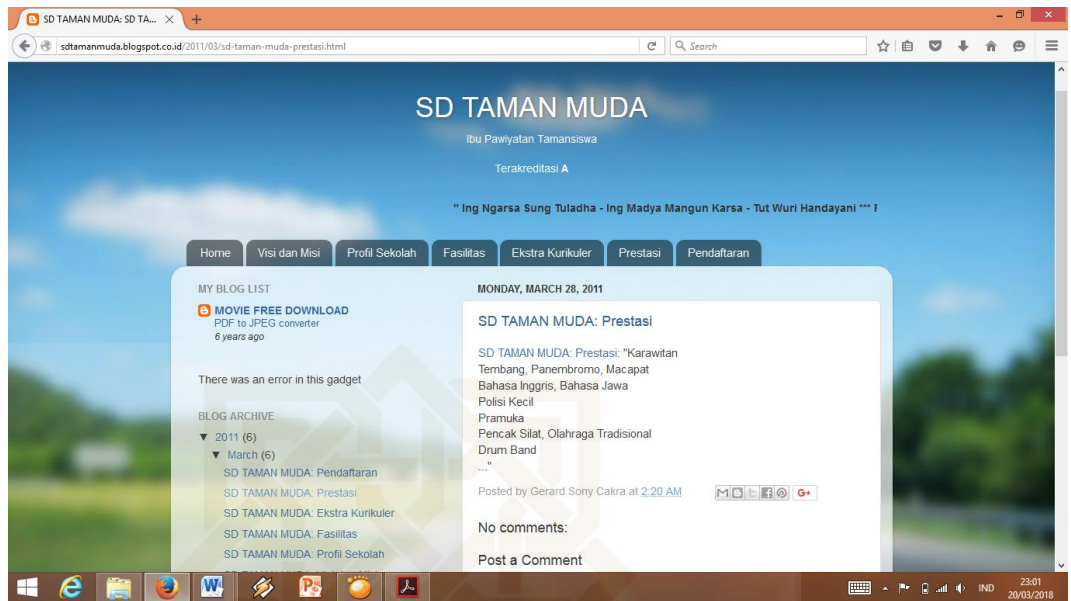 SD TAMAN MUDA: SD TA...
sdtamanmuda.blogspot.co.id/2011/03/sd-taman-muda-prestasi.html
Search
SD TAMAN MUDA
Ibu Pawiyatan Tamansiswa
Terakreditasi A
" Ing Ngarsa Sung Tuladha - Ing Madya Mangun Karsa - Tut Wuri Handayani ***
Home Visi dan Misi Profil Sekolah Fasilitas Ekstra Kurikuler Prestasi Pendaftaran
MY BLOG LIST
MOVIE FREE DOWNLOAD
PDF to JPEG converter
6 years ago
There was an error in this gadget
BLOG ARCHIVE
▼ 2011 (6)
▼ March (6)
SD TAMAN MUDA: Pendaftaran
SD TAMAN MUDA: Prestasi
SD TAMAN MUDA: Ekstra Kurikuler
SD TAMAN MUDA: Fasilitas
SD TAMAN MUDA: Profil Sekolah
MONDAY, MARCH 28, 2011
SD TAMAN MUDA: Prestasi
SD TAMAN MUDA: Prestasi: "Karawitan
Tembang, Panembromo, Macapat
Bahasa Inggris, Bahasa Jawa
Polisi Kecil
Pramuka
Pencak Silat, Olahraga Tradisional
Drum Band
..."
Posted by Gerard Sony Cakra at 2:20 AM
G+
No comments:
Post a Comment
IND
23:01
20/03/2018